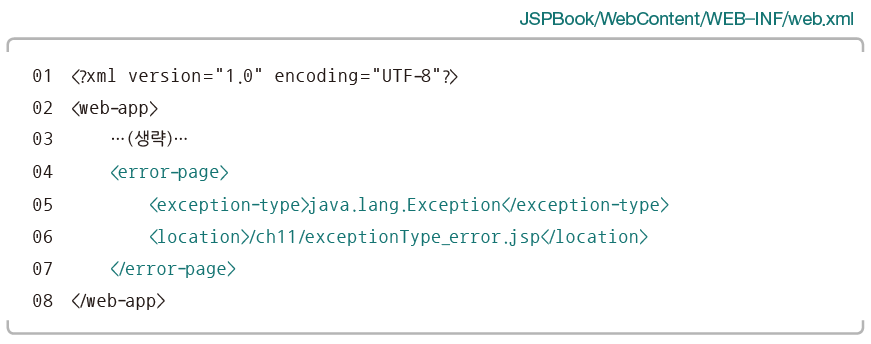 JSPBook/WebContent/WEB-INF/web.xml
01 <?xml version="1.0" encoding="UTF-8"?>
02 <web-app>
03 …(생략)…
04 <error-page>
05 <exception-type>java.lang.Exception</exception-type>
06 <location>/ch11/exceptionType_error.jsp</location>
07 </error-page>
08 </web-app>